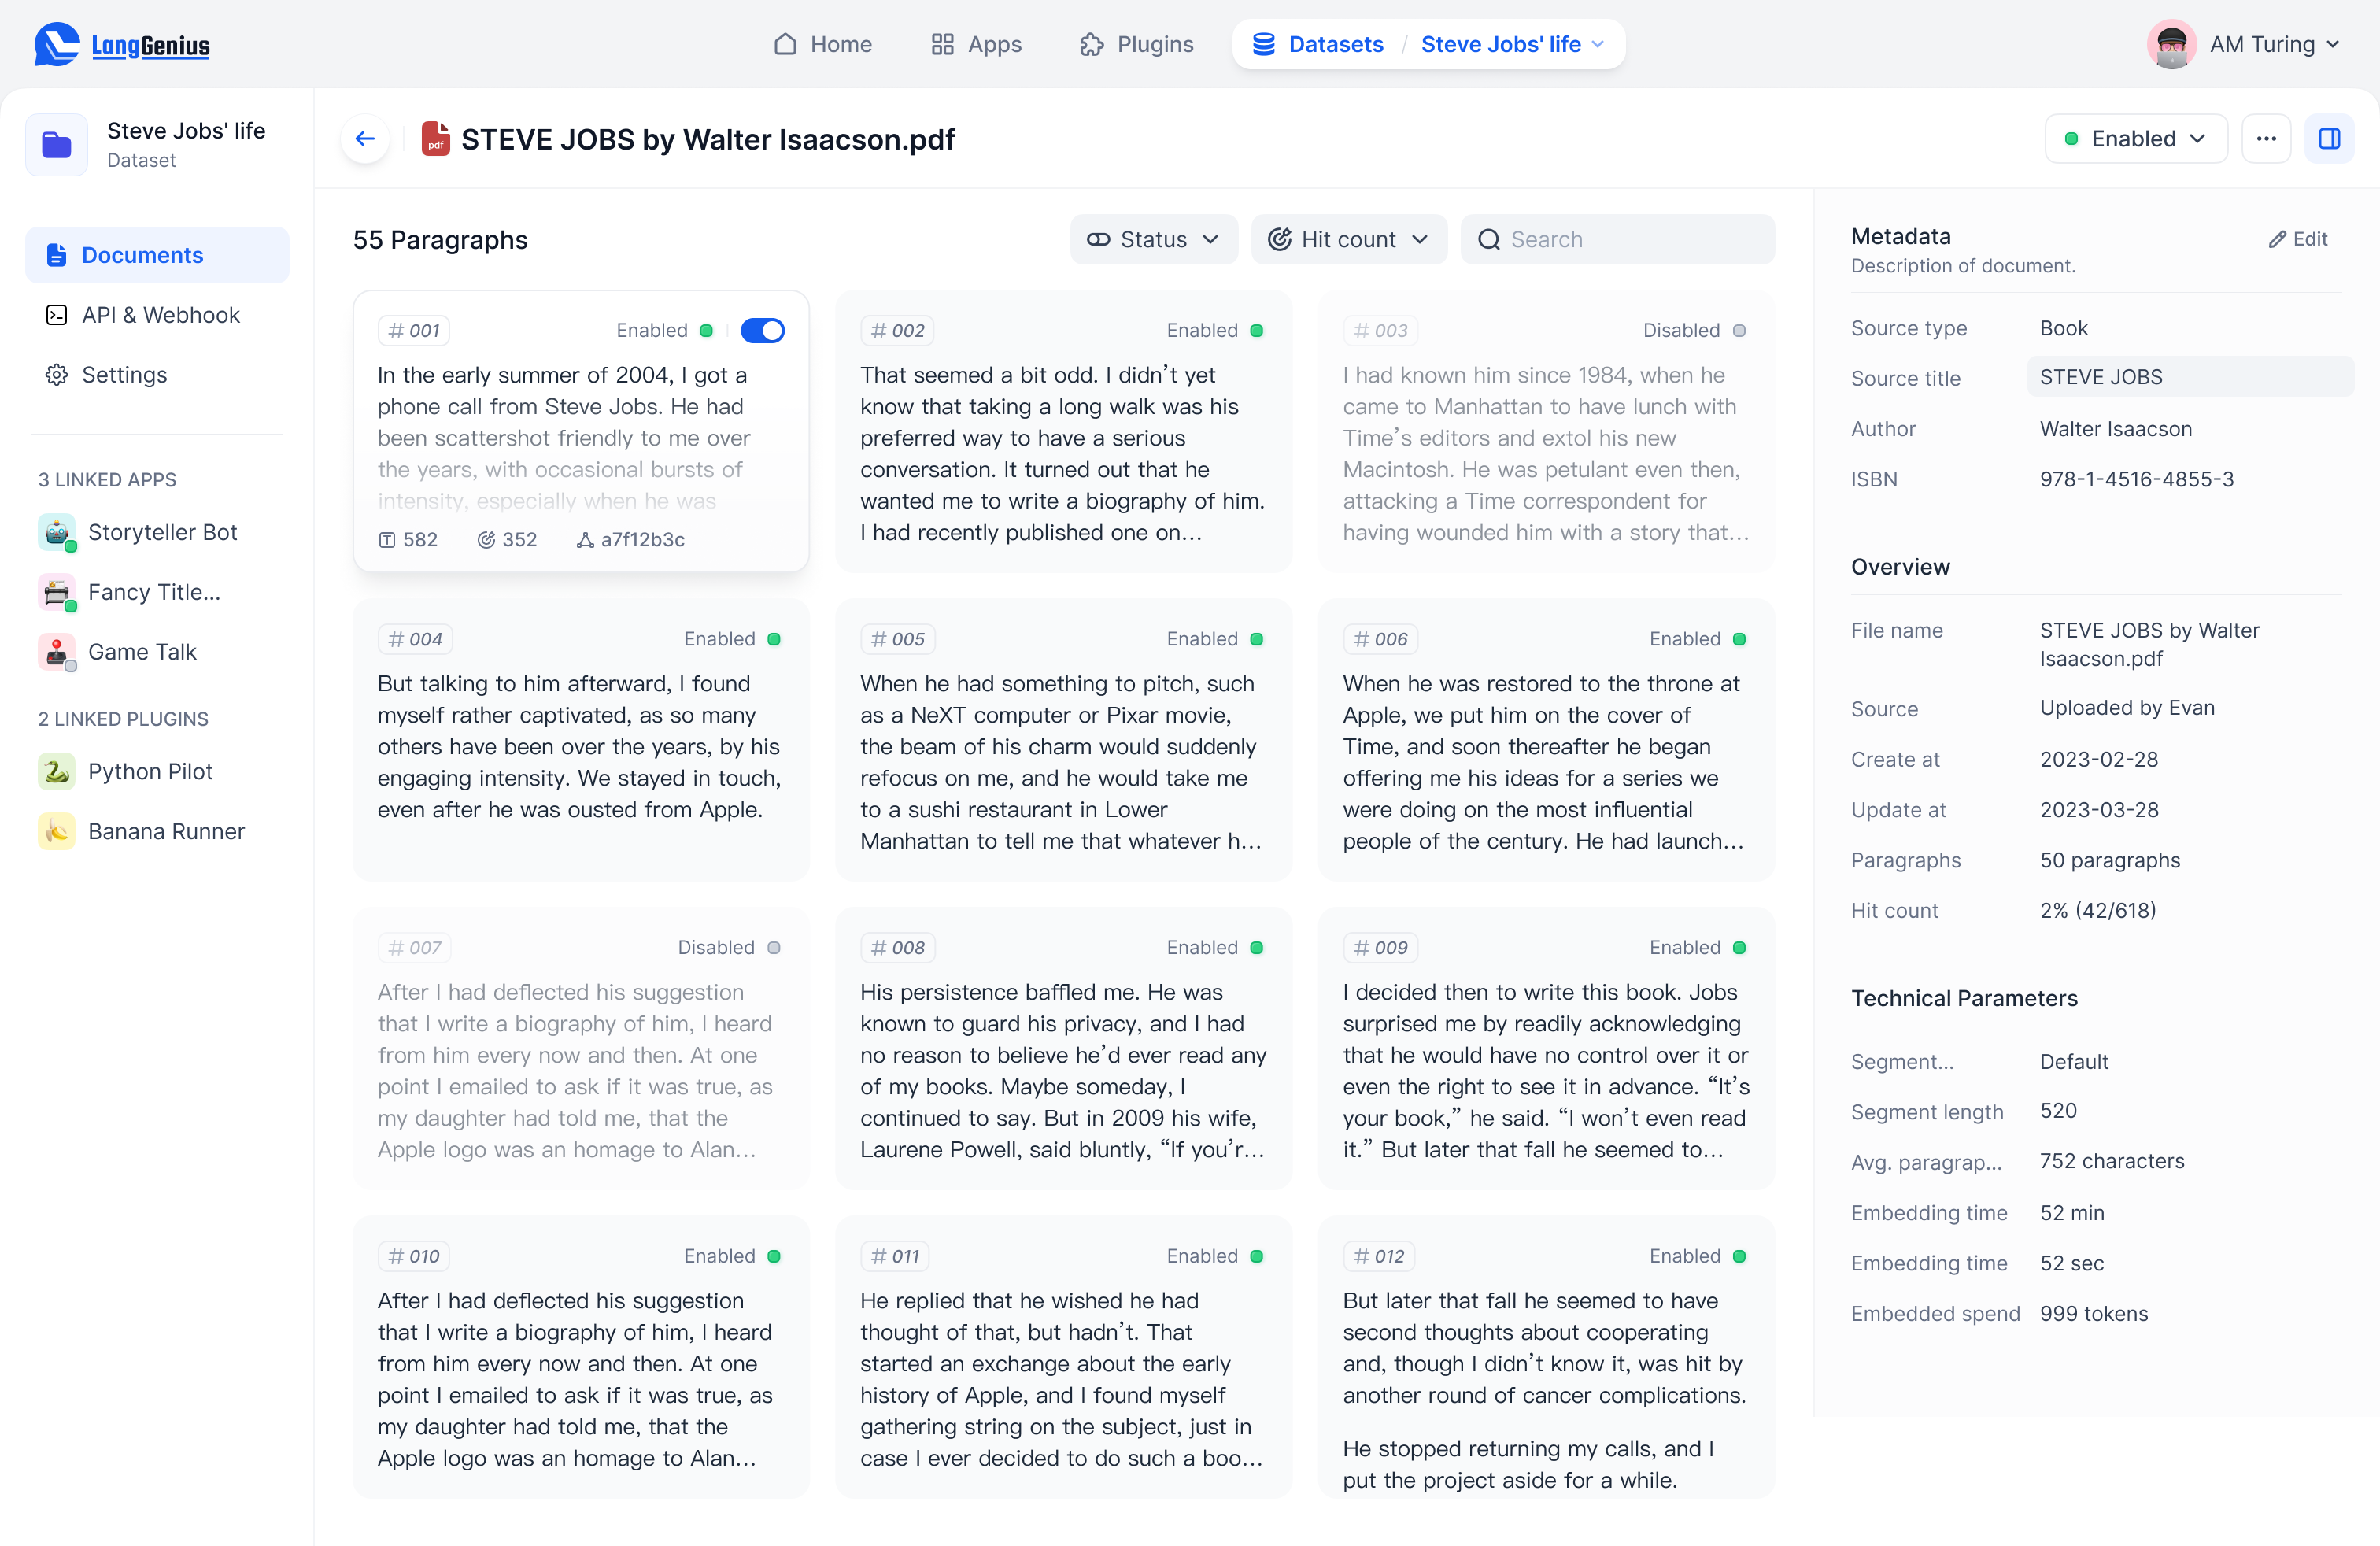 LangGenius
Home
Apps
Plugins
Datasets / Steve Jobs' life
AM Turing
Steve Jobs' life
Dataset
Documents
API & Webhook
Settings
3 LINKED APPS
Storyteller Bot
Fancy Title...
Game Talk
2 LINKED PLUGINS
Python Pilot
Banana Runner
pdf
STEVE JOBS by Walter Isaacson.pdf
Enabled
55 Paragraphs
Status
Hit count
Search
# 001
Enabled
In the early summer of 2004, I got a
phone call from Steve Jobs. He had
been scattershot friendly to me over
the years, with occasional bursts of
intensity, especially when he was
582
352
a7f12b3c
# 002
Enabled
That seemed a bit odd. I didn’t yet
know that taking a long walk was his
preferred way to have a serious
conversation. It turned out that he
wanted me to write a biography of him.
I had recently published one on...
# 003
Disabled
I had known him since 1984, when he
came to Manhattan to have lunch with
Time’s editors and extol his new
Macintosh. He was petulant even then,
attacking a Time correspondent for
having wounded him with a story that...
# 004
Enabled
But talking to him afterward, I found
myself rather captivated, as so many
others have been over the years, by his
engaging intensity. We stayed in touch,
even after he was ousted from Apple.
# 005
Enabled
When he had something to pitch, such
as a NeXT computer or Pixar movie,
the beam of his charm would suddenly
refocus on me, and he would take me
to a sushi restaurant in Lower
Manhattan to tell me that whatever h...
# 006
Enabled
When he was restored to the throne at
Apple, we put him on the cover of
Time, and soon thereafter he began
offering me his ideas for a series we
were doing on the most influential
people of the century. He had launch...
# 007
Disabled
After I had deflected his suggestion
that I write a biography of him, I heard
from him every now and then. At one
point I emailed to ask if it was true, as
my daughter had told me, that the
Apple logo was an homage to Alan...
# 008
Enabled
His persistence baffled me. He was
known to guard his privacy, and I had
no reason to believe he’d ever read any
of my books. Maybe someday, I
continued to say. But in 2009 his wife,
Laurene Powell, said bluntly, “If you’r...
# 009
Enabled
I decided then to write this book. Jobs
surprised me by readily acknowledging
that he would have no control over it or
even the right to see it in advance. “It’s
your book,” he said. “I won’t even read
it.” But later that fall he seemed to...
# 010
Enabled
After I had deflected his suggestion
that I write a biography of him, I heard
from him every now and then. At one
point I emailed to ask if it was true, as
my daughter had told me, that the
Apple logo was an homage to Alan...
# 011
Enabled
He replied that he wished he had
thought of that, but hadn’t. That
started an exchange about the early
history of Apple, and I found myself
gathering string on the subject, just in
case I ever decided to do such a boo...
# 012
Enabled
But later that fall he seemed to have
second thoughts about cooperating
and, though I didn’t know it, was hit by
another round of cancer complications.
He stopped returning my calls, and I
put the project aside for a while.
Metadata
Edit
Description of document.
Source type Book
Source title STEVE JOBS
Author Walter Isaacson
ISBN 978-1-4516-4855-3
Overview
File name STEVE JOBS by Walter
Isaacson.pdf
Source Uploaded by Evan
Create at 2023-02-28
Update at 2023-03-28
Paragraphs 50 paragraphs
Hit count 2% (42/618)
Technical Parameters
Segment... Default
Segment length 520
Avg. paragrap... 752 characters
Embedding time 52 min
Embedding time 52 sec
Embedded spend 999 tokens